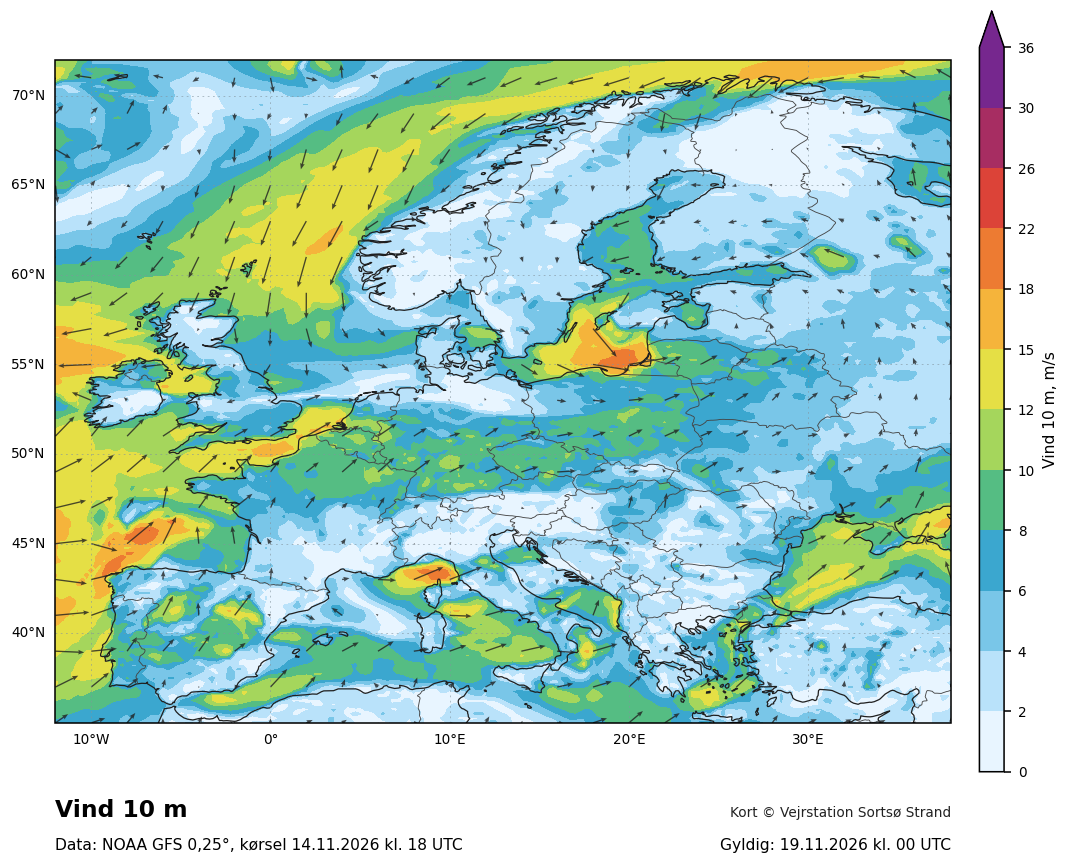 36
30
26
22
18
15
12
10
8
6
4
2
0
Vind 10 m, m/s
70°N
65°N
60°N
55°N
50°N
45°N
40°N
10°W 0° 10°E 20°E 30°E
Vind 10 m
Kort © Vejrstation Sortsø Strand
Data: NOAA GFS 0,25°, kørsel 14.11.2026 kl. 18 UTC
Gyldig: 19.11.2026 kl. 00 UTC